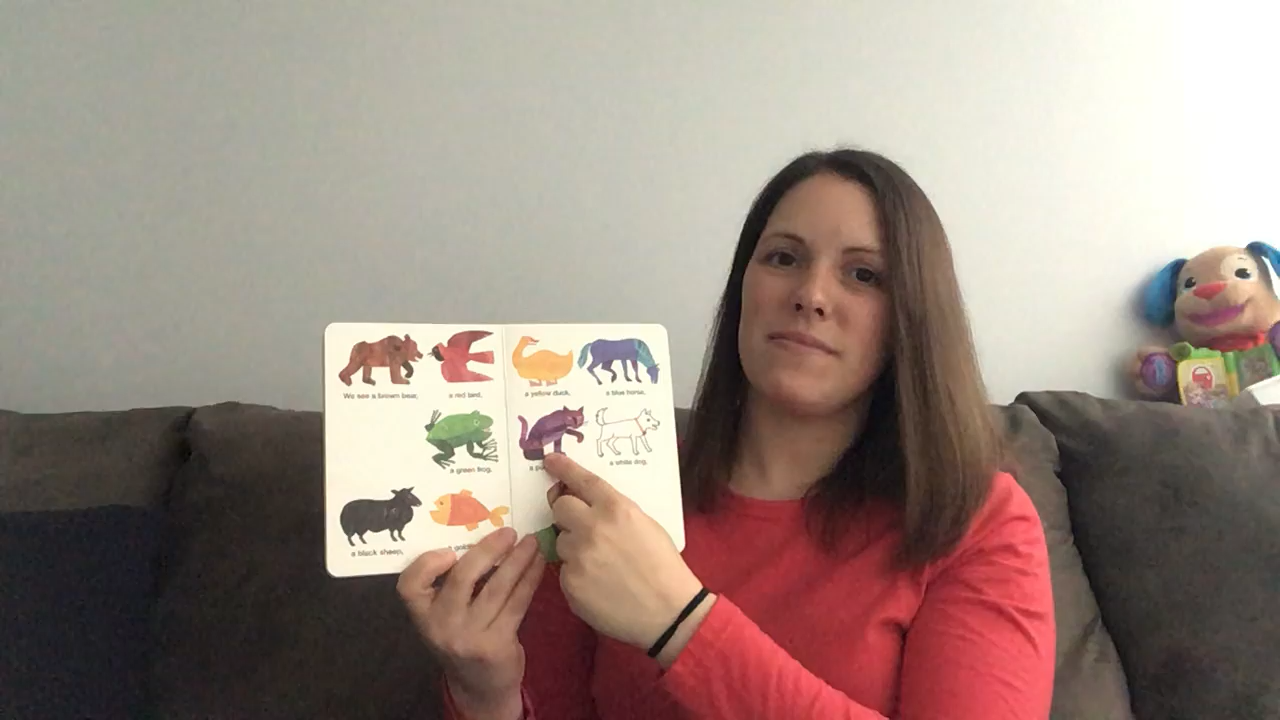 We see a brown bear, a red bird, a yellow duck, a blue horse,
a green frog, a a white dog,
a black sheep, a